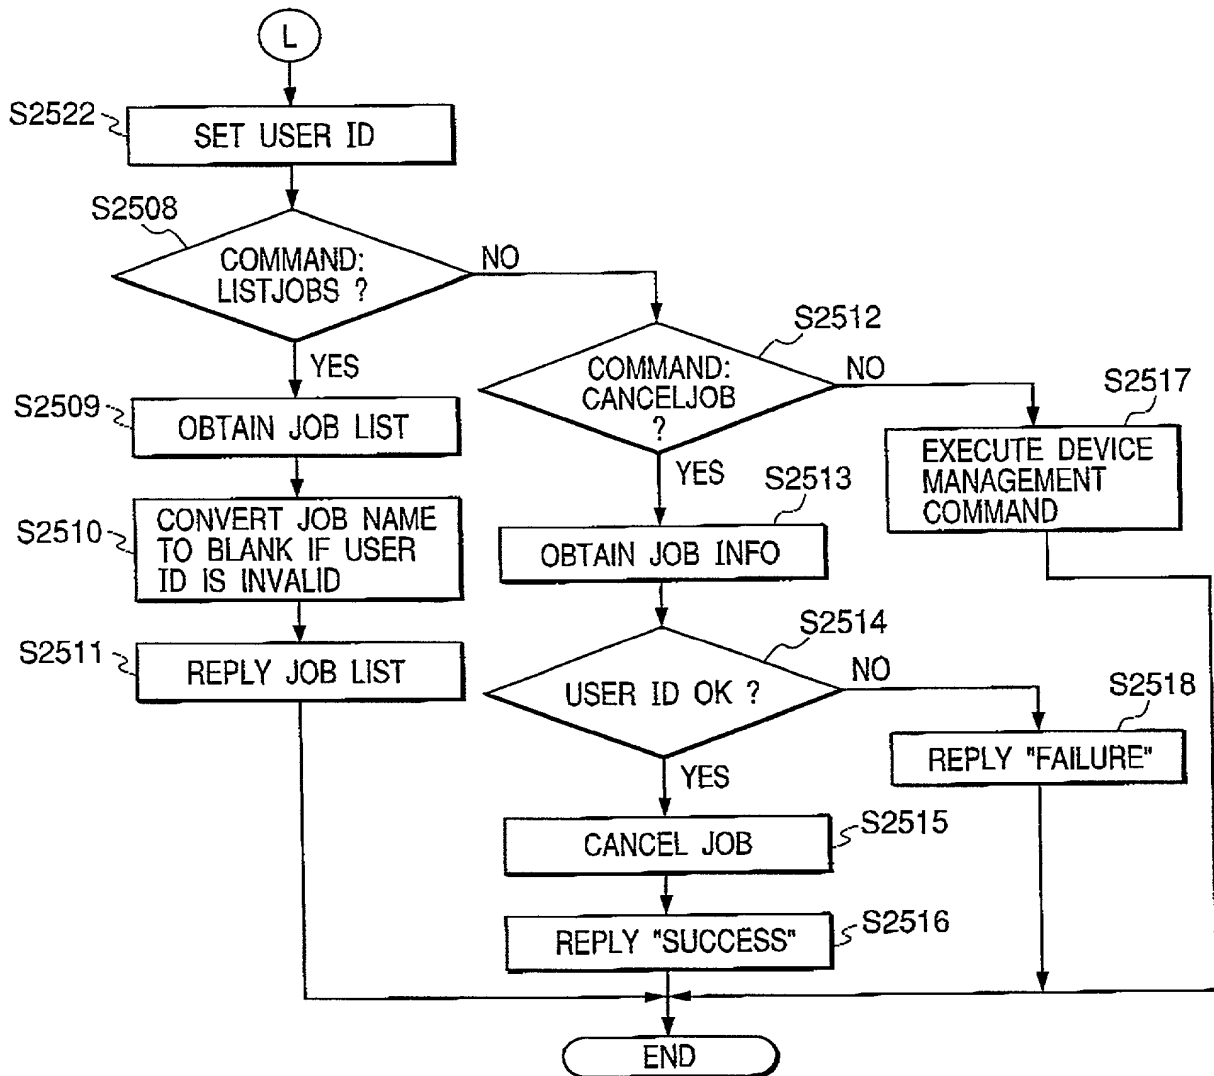 L
S2522
SET USER ID
S2508
COMMAND:
LISTJOBS ?
NO
YES
S2509
OBTAIN JOB LIST
S2510
CONVERT JOB NAME
TO BLANK IF USER
ID IS INVALID
S2511
REPLY JOB LIST
S2512
COMMAND:
CANCELJOB
?
NO
YES
S2517
EXECUTE DEVICE
MANAGEMENT
COMMAND
S2513
OBTAIN JOB INFO
S2514
USER ID OK ?
NO
YES
S2518
REPLY "FAILURE"
S2515
CANCEL JOB
S2516
REPLY "SUCCESS"
END